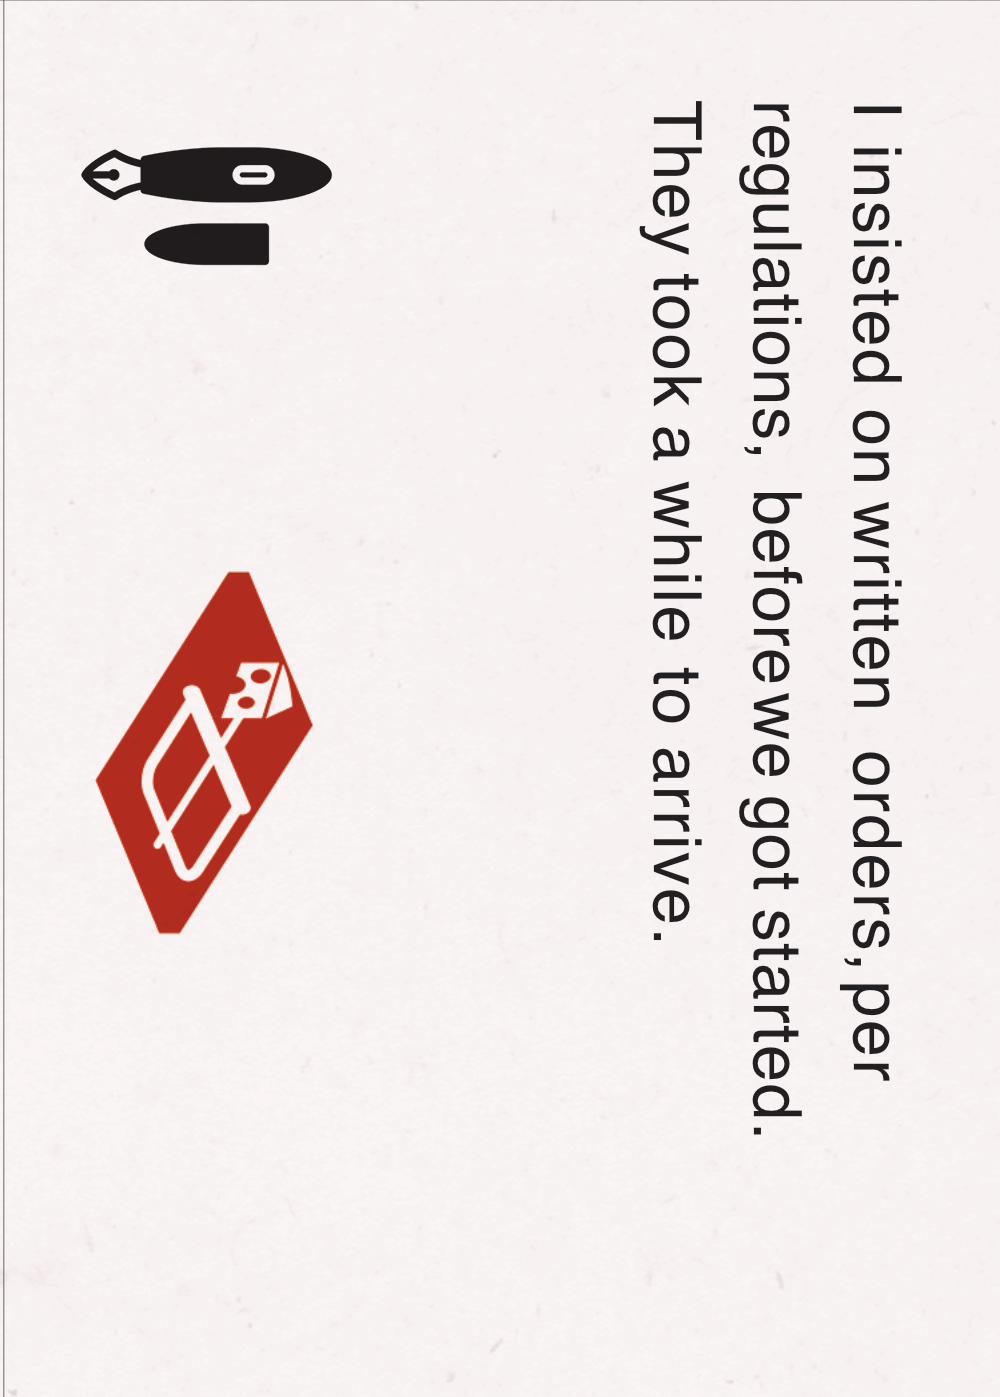 I insisted on written orders, per
regulations, before we got started.
They took a while to arrive.